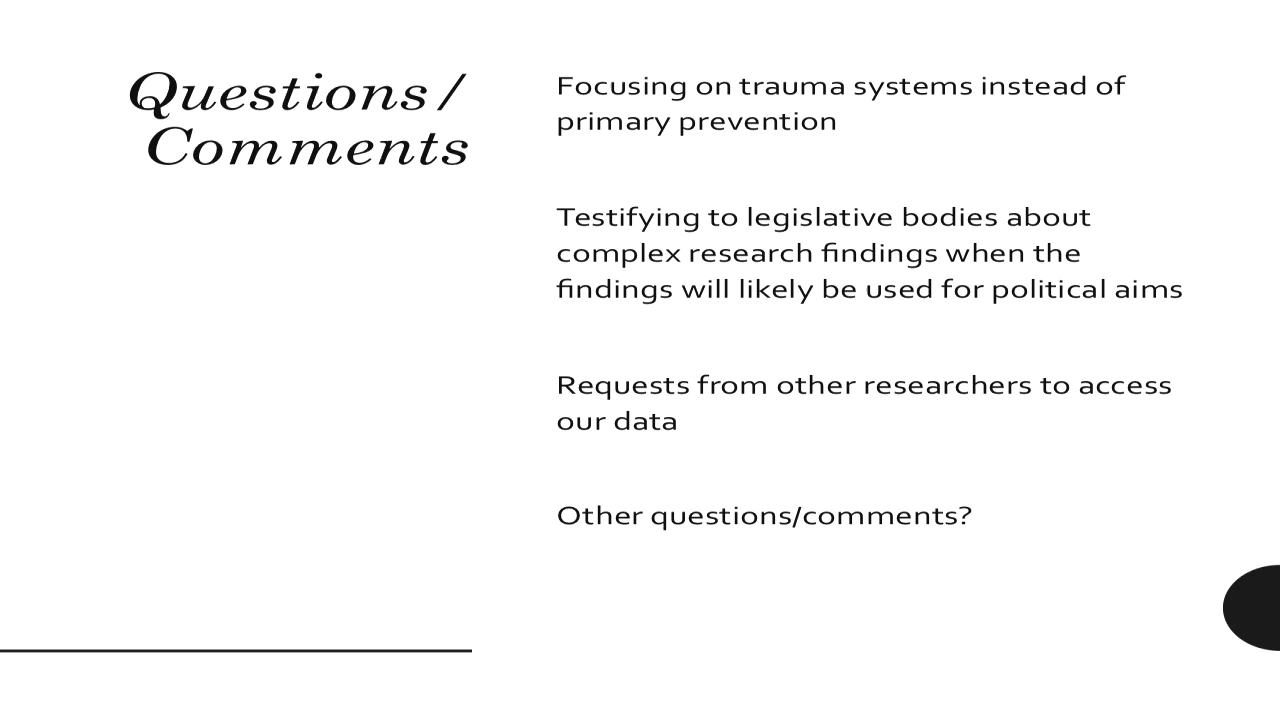 Questions/
Comments
Focusing on trauma systems instead of
primary prevention
Testifying to legislative bodies about
complex research findings when the
findings will likely be used for political aims
Requests from other researchers to access
our data
Other questions/comments?